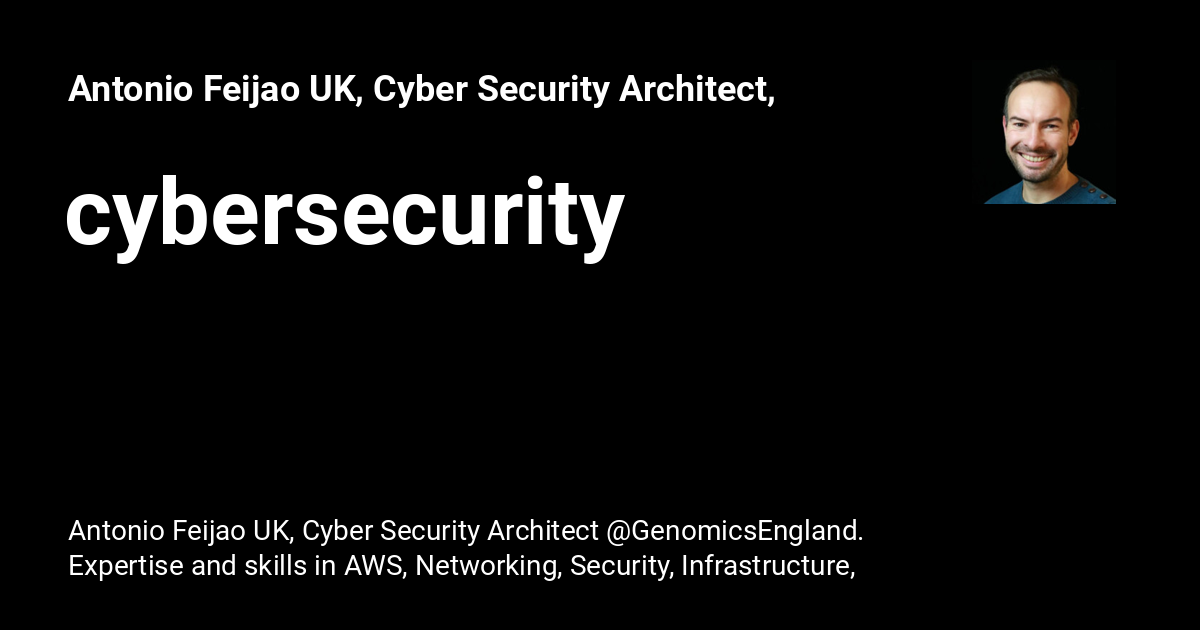 Antonio Feijao UK, Cyber Security Architect,
cybersecurity
Antonio Feijao UK, Cyber Security Architect @GenomicsEngland.
Expertise and skills in AWS, Networking, Security, Infrastructure,